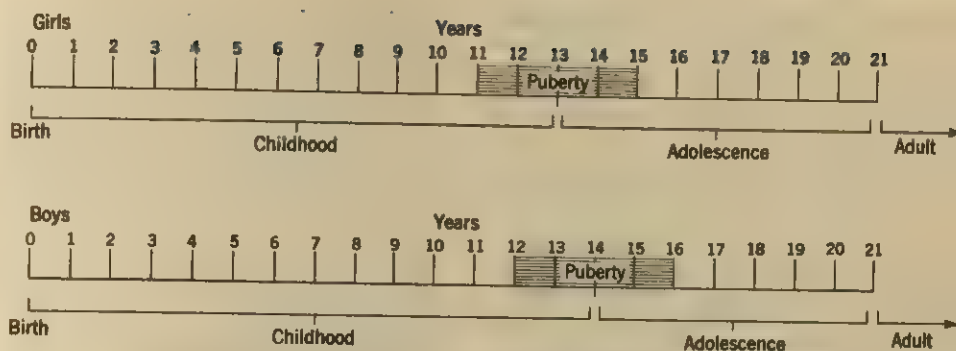 Girls Years
0 1 2 3 4 5 6 7 8 9 10 11 12 13 14 15 16 17 18 19 20 21
Puberty
Birth Childhood Adolescence Adult
Boys Years
0 1 2 3 4 5 6 7 8 9 10 11 12 13 14 15 16 17 18 19 20 21
Puberty
Birth Childhood Adolescence Adult